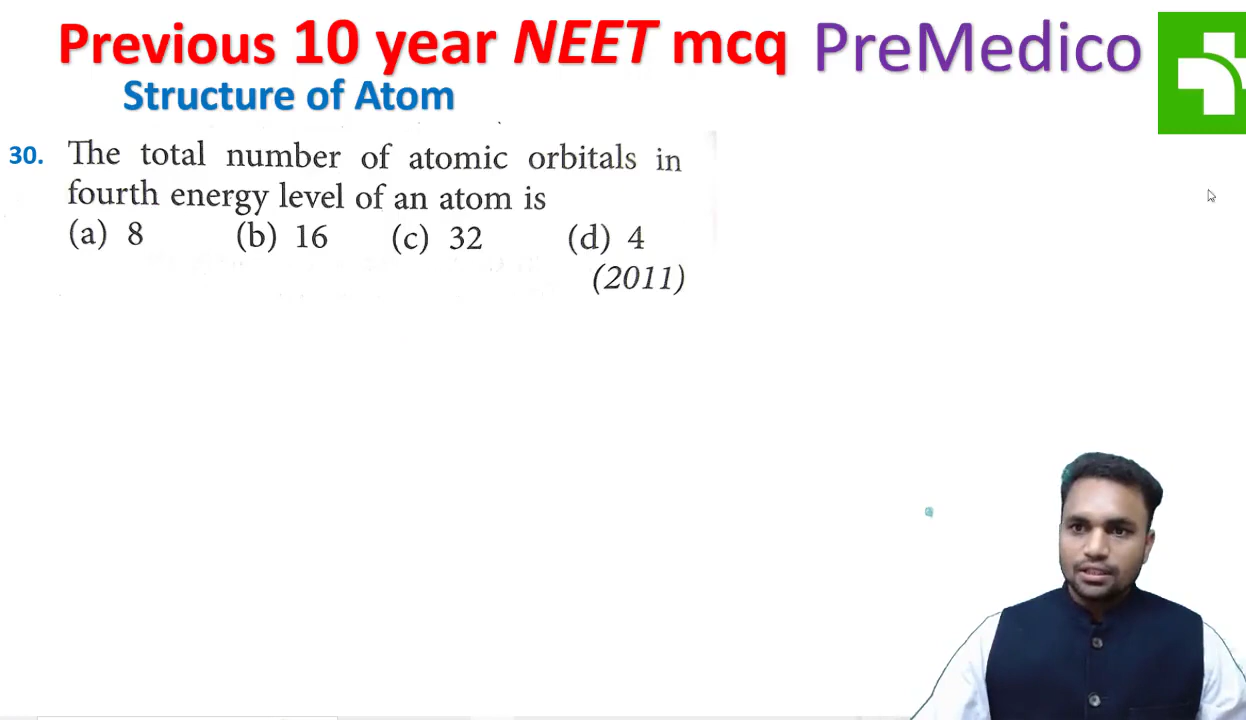 Previous 10 year NEET mcq PreMedico
Structure of Atom
30. The total number of atomic orbitals in
fourth energy level of an atom is
(a) 8 (b) 16 (c) 32 (d) 4
(2011)